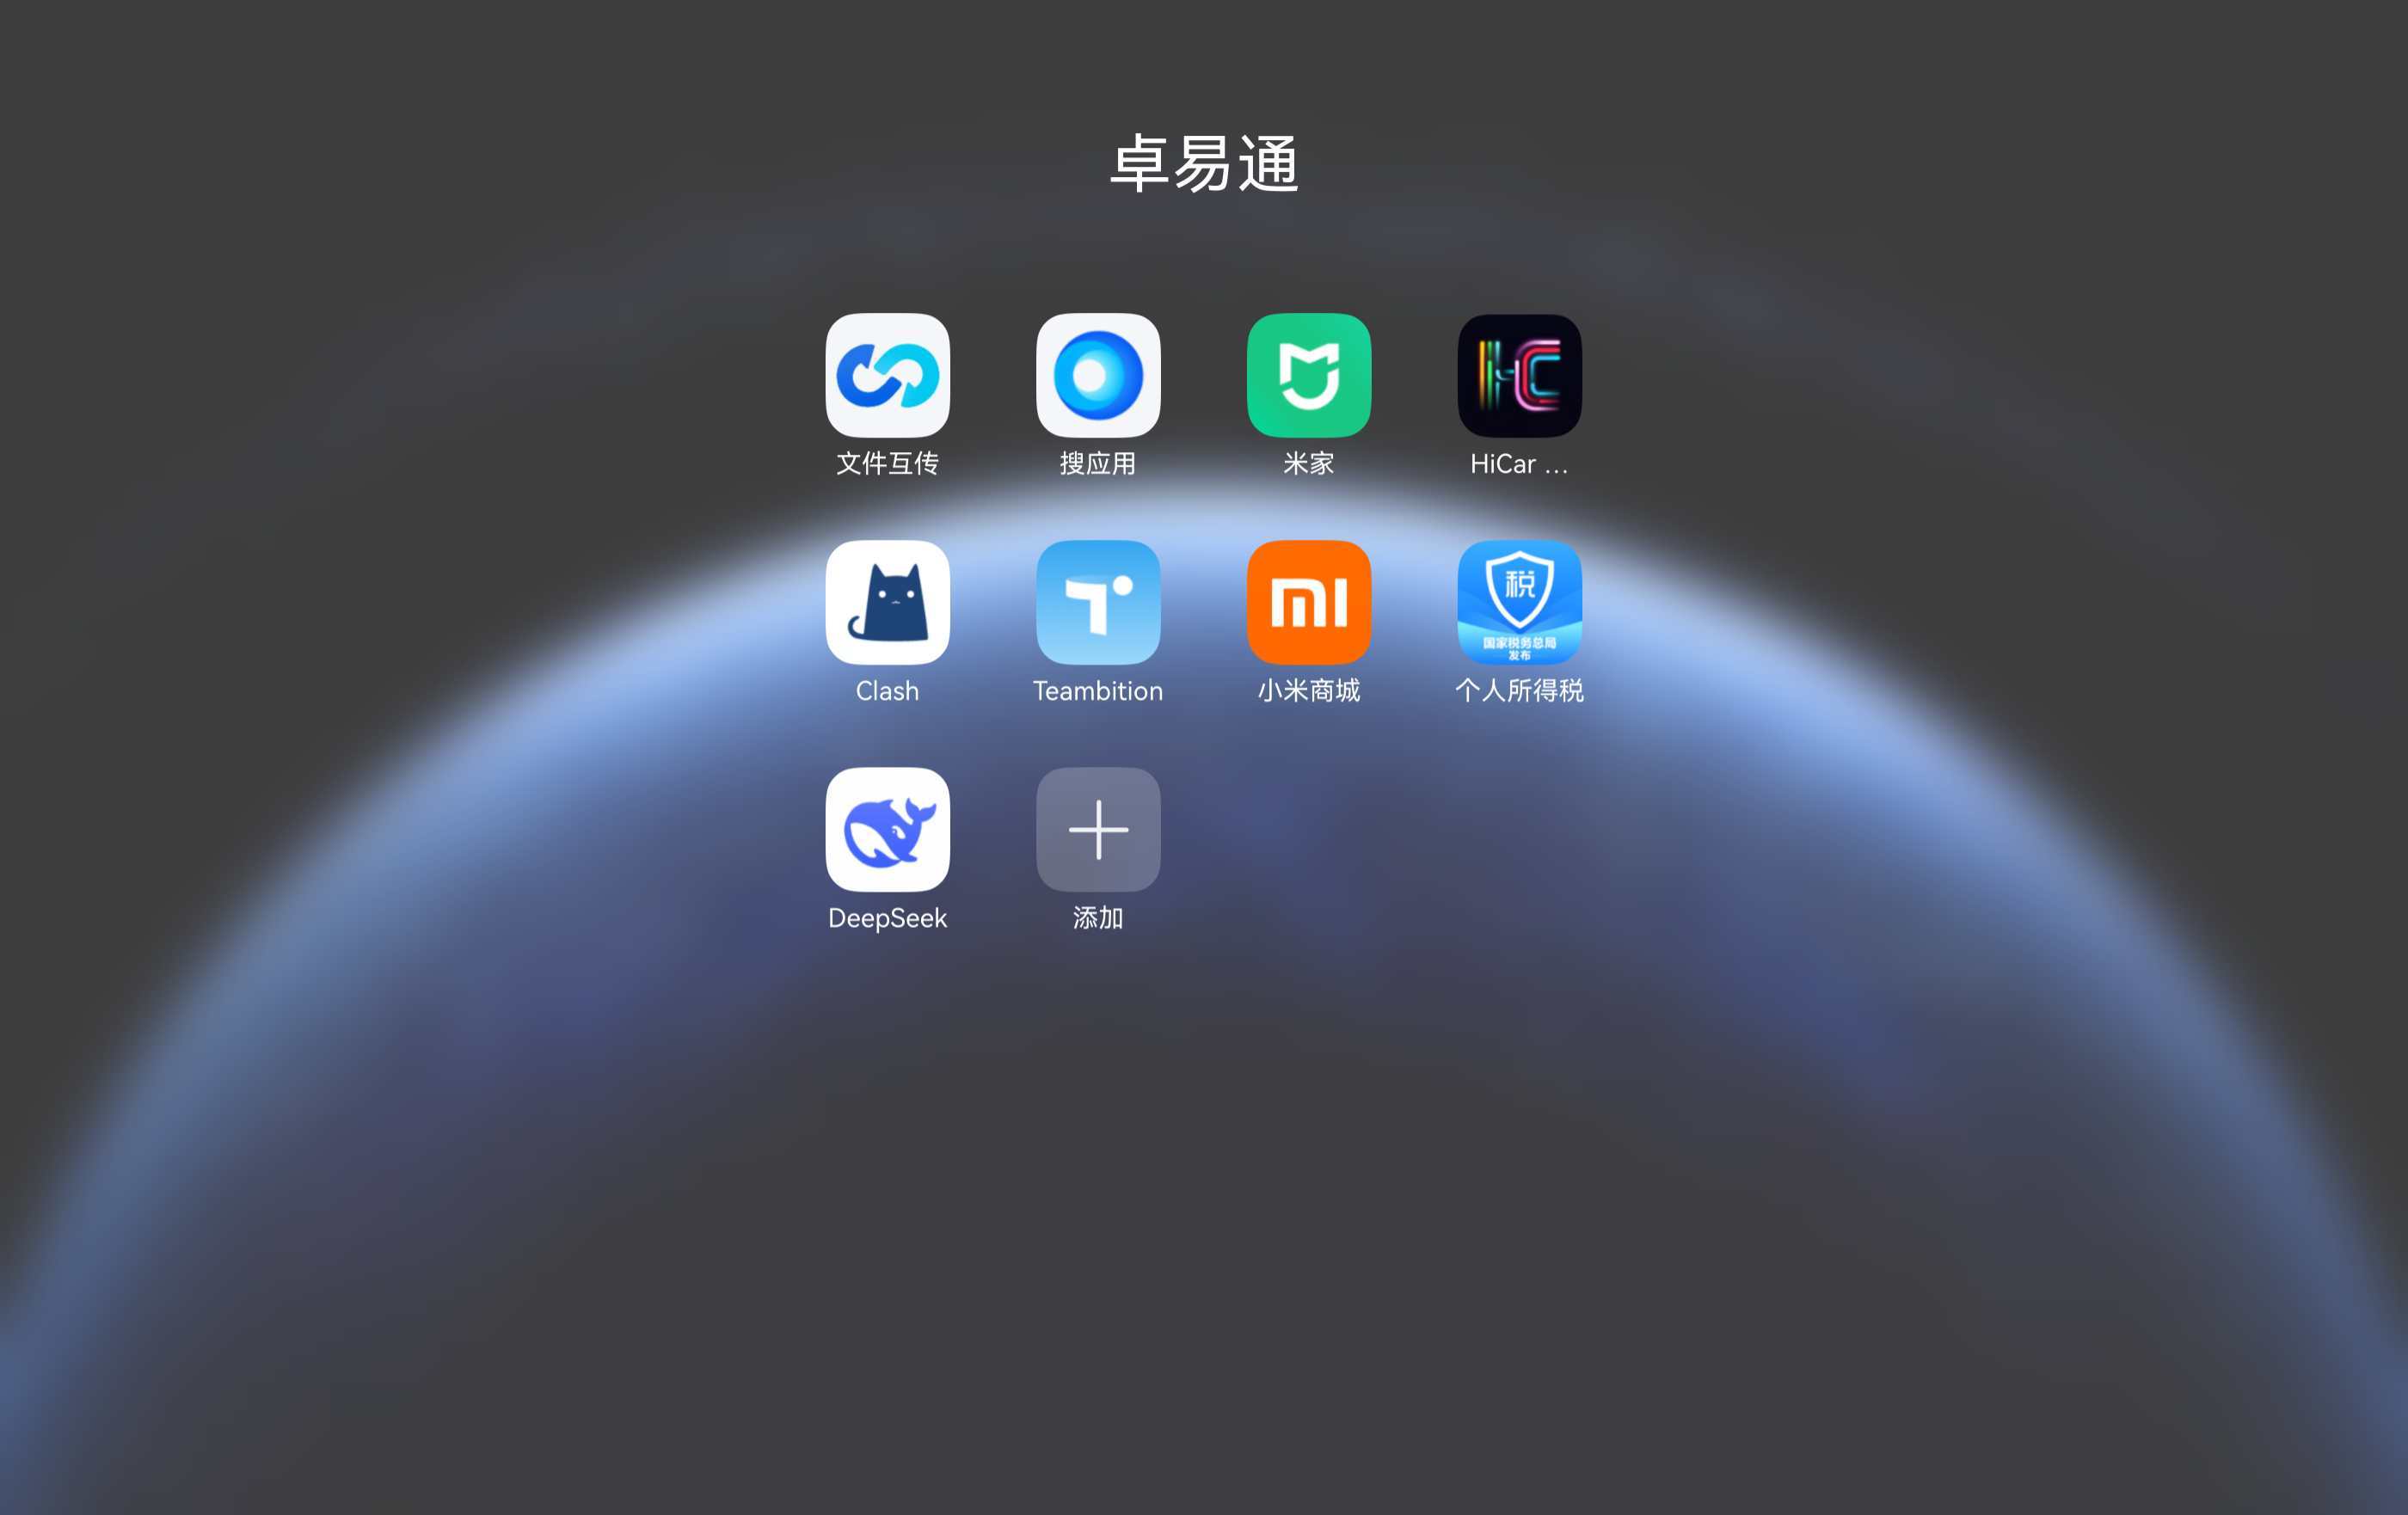 卓易通
文件互传
搜应用
米家
HC
HiCar ...
Clash
Teambition
税
国家税务总局
发布
小米商城
个人所得税
DeepSeek
添加